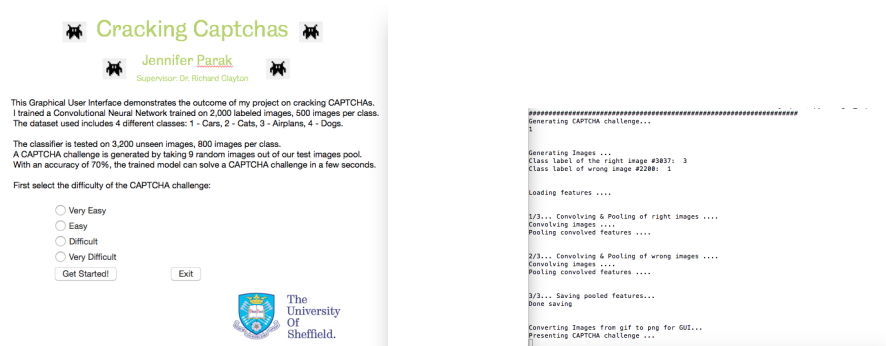 Cracking Captchas
Jennifer Parak
Supervisor: Dr. Richard Clayton
This Graphical User Interface demonstrates the outcome of my project on cracking CAPTCHAs.
I trained a Convolutional Neural Network trained on 2,000 labeled images, 500 images per class.
The dataset used includes 4 different classes: 1 - Cars, 2 - Cats, 3 - Airplans, 4 - Dogs.
The classifier is tested on 3,200 unseen images, 800 images per class.
A CAPTCHA challenge is generated by taking 9 random images out of our test images pool.
With an accuracy of 70%, the trained model can solve a CAPTCHA challenge in a few seconds.
First select the difficulty of the CAPTCHA challenge:
Very Easy
Easy
Difficult
Very Difficult
Get Started! Exit
The
University
Of
Sheffield.
####################################################################
Generating CAPTCHA challenge...
1
Generating Images ...
Class label of the right image #3037: 3
Class label of wrong image #2200: 1
Loading features ....
1/3... Convolving & Pooling of right images ....
Convolving images ....
Pooling convolved features ....
2/3... Convolving & Pooling of wrong images ....
Convolving images ....
Pooling convolved features ....
3/3... Saving pooled features...
Done saving
Converting Images from gif to png for GUI...
Presenting CAPTCHA challenge ...